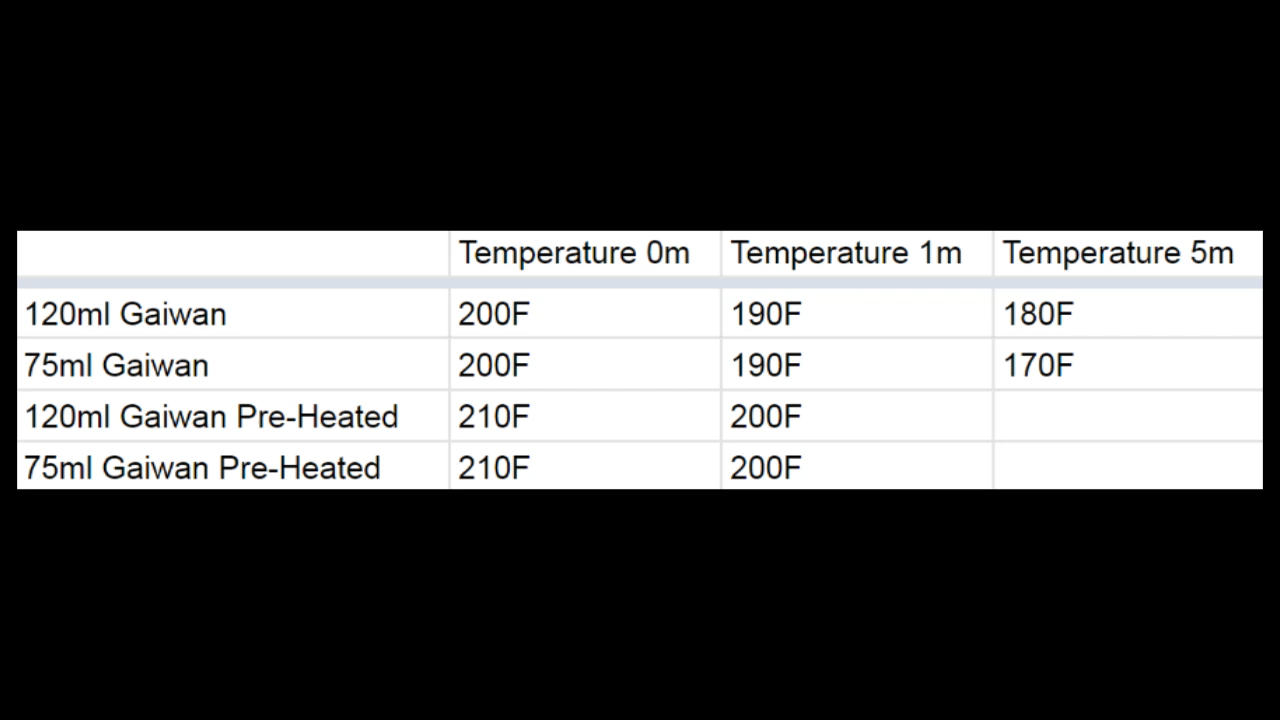 Temperature 0m Temperature 1m Temperature 5m
120ml Gaiwan 200F 190F 180F
75ml Gaiwan 200F 190F 170F
120ml Gaiwan Pre-Heated 210F 200F
75ml Gaiwan Pre-Heated 210F 200F